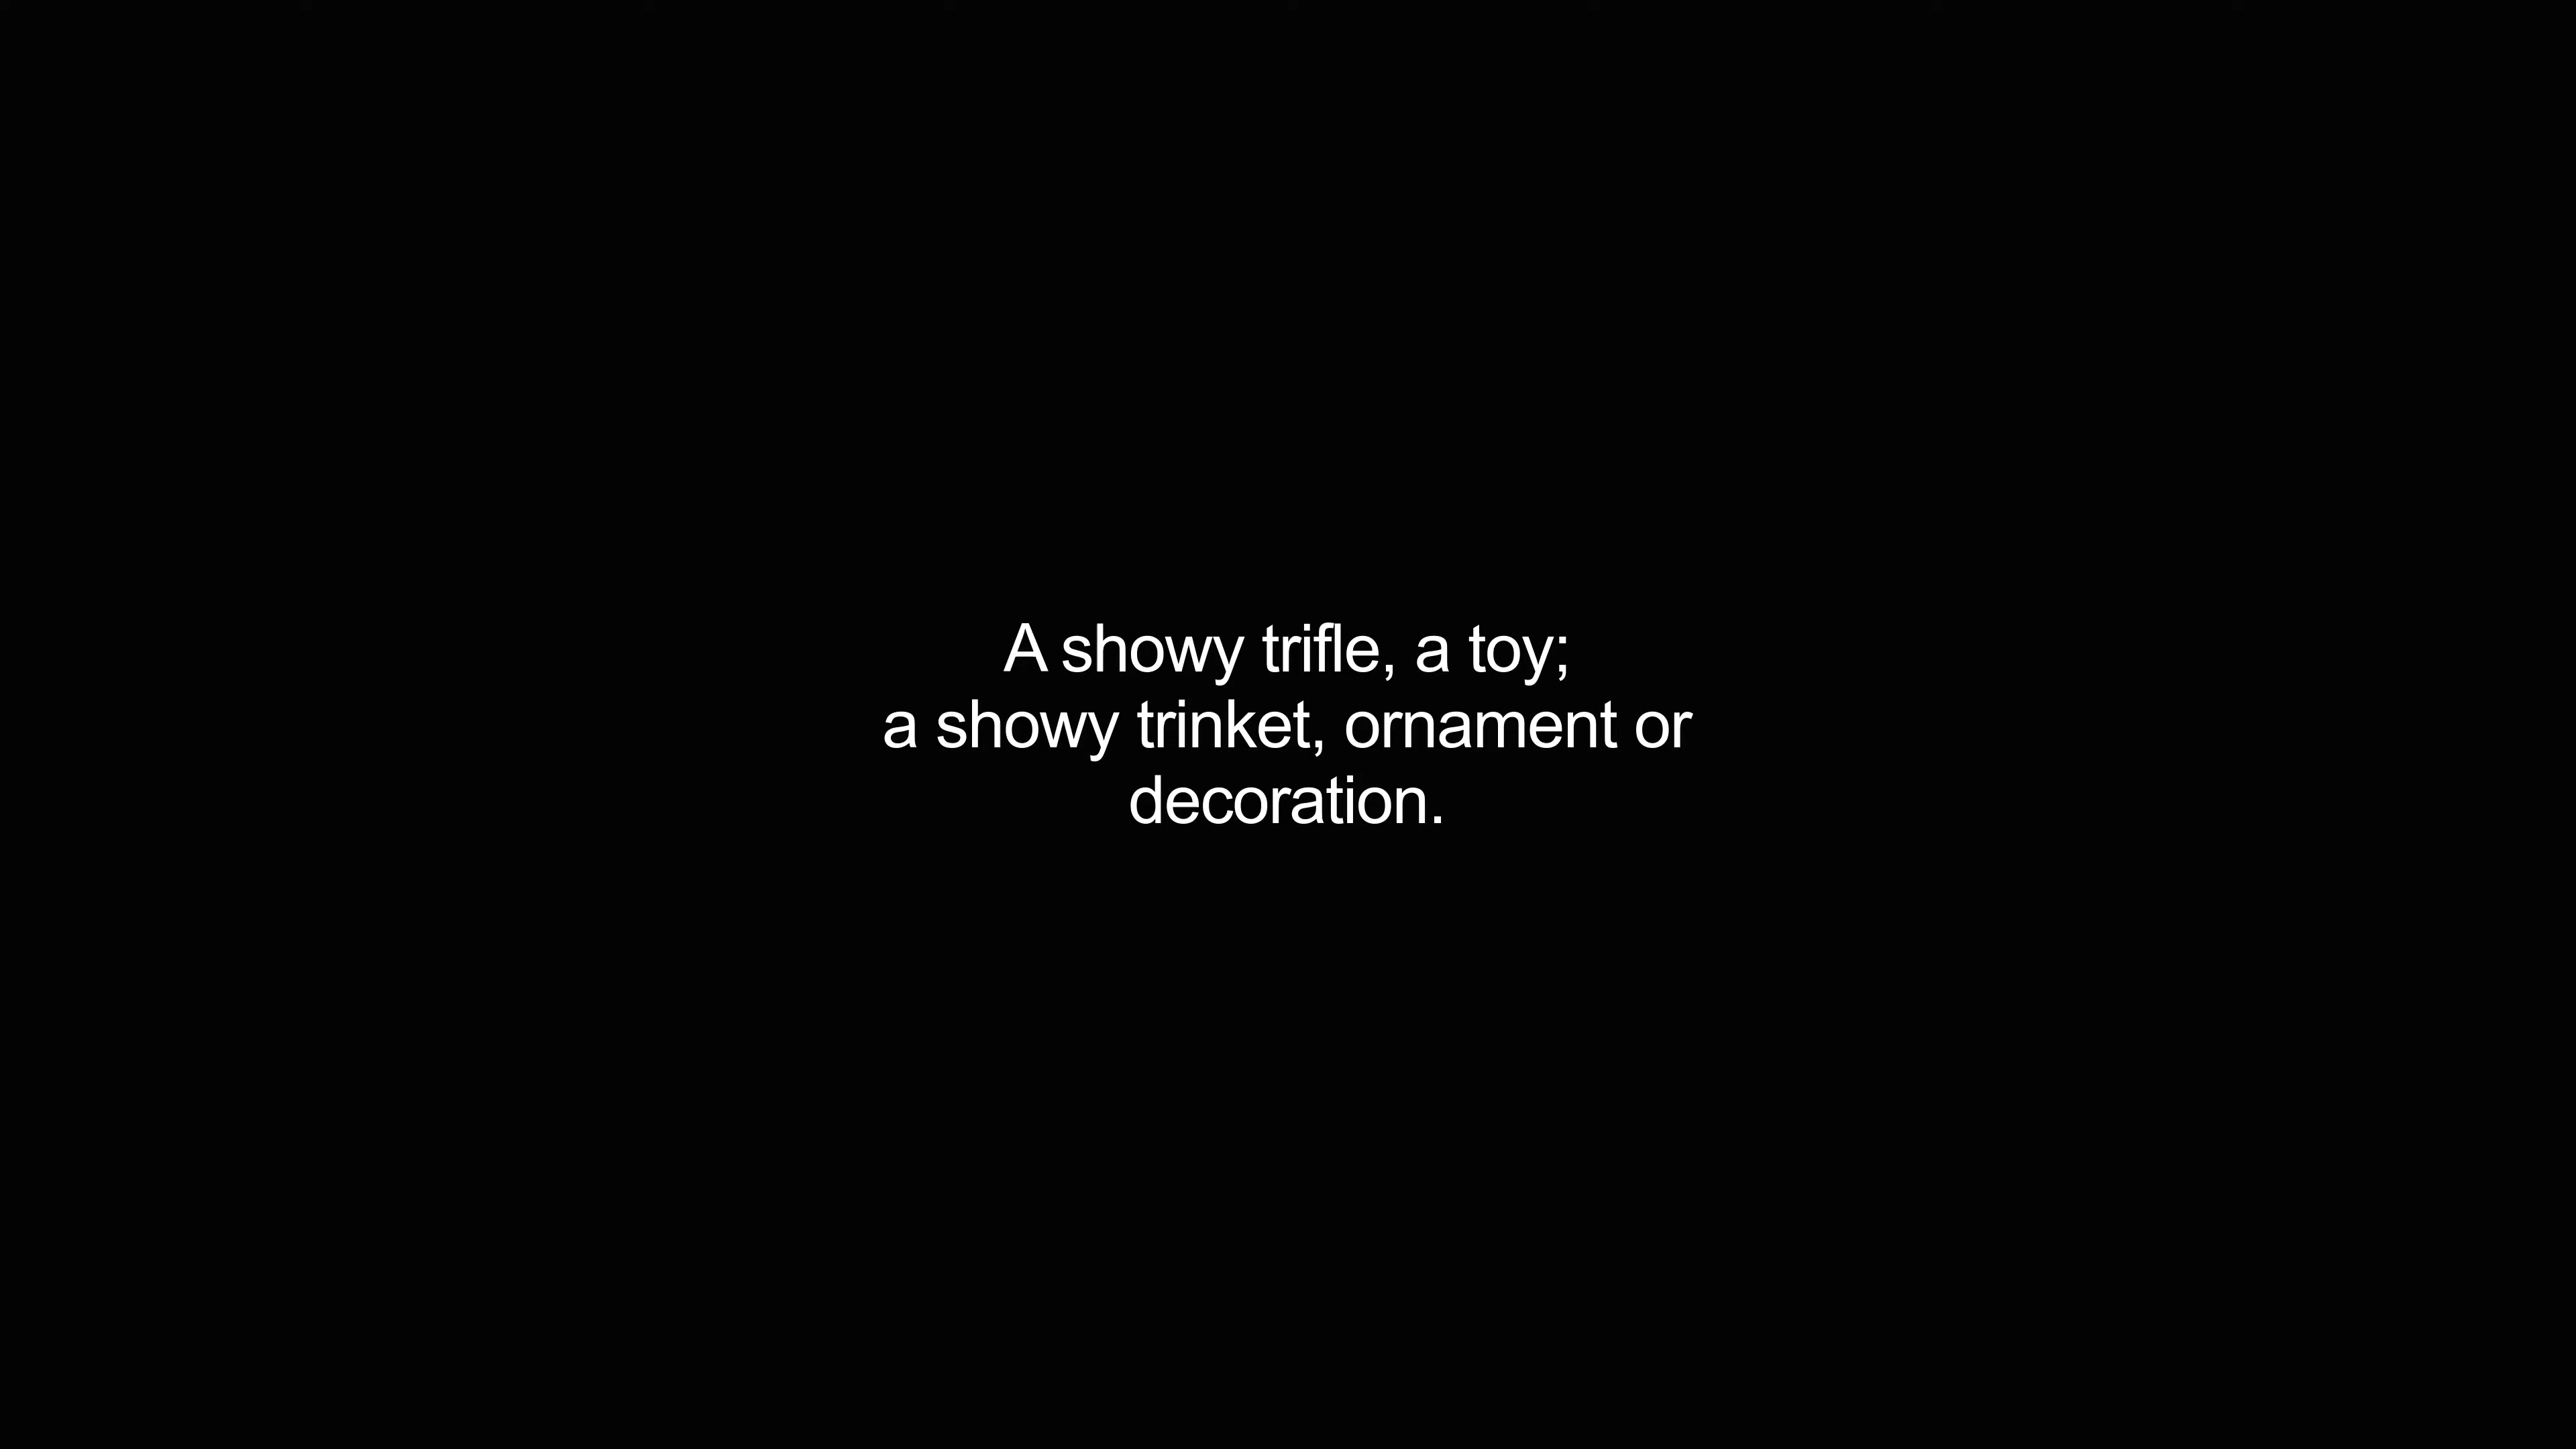 A showy trifle, a toy;
a showy trinket, ornament or
decoration.